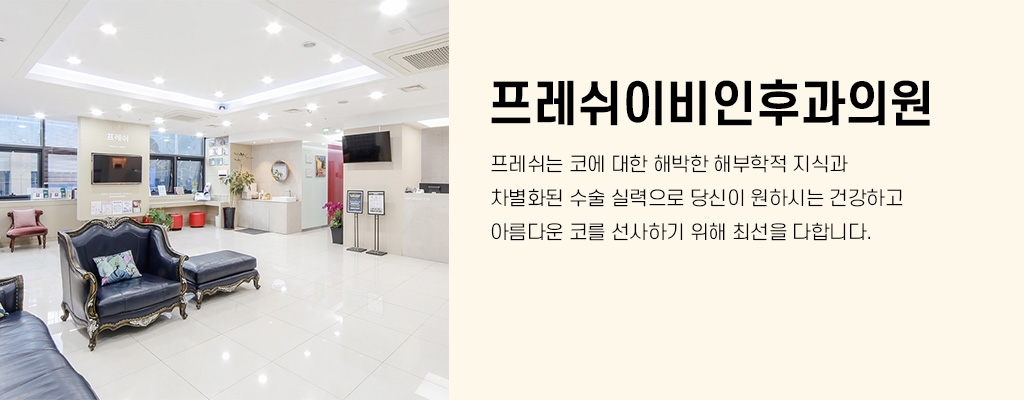 프레쉬
프레쉬이비인후과의원
프레쉬는 코에 대한 해박한 해부학적 지식과
차별화된 수술 실력으로 당신이 원하시는 건강하고
아름다운 코를 선사하기 위해 최선을 다합니다.